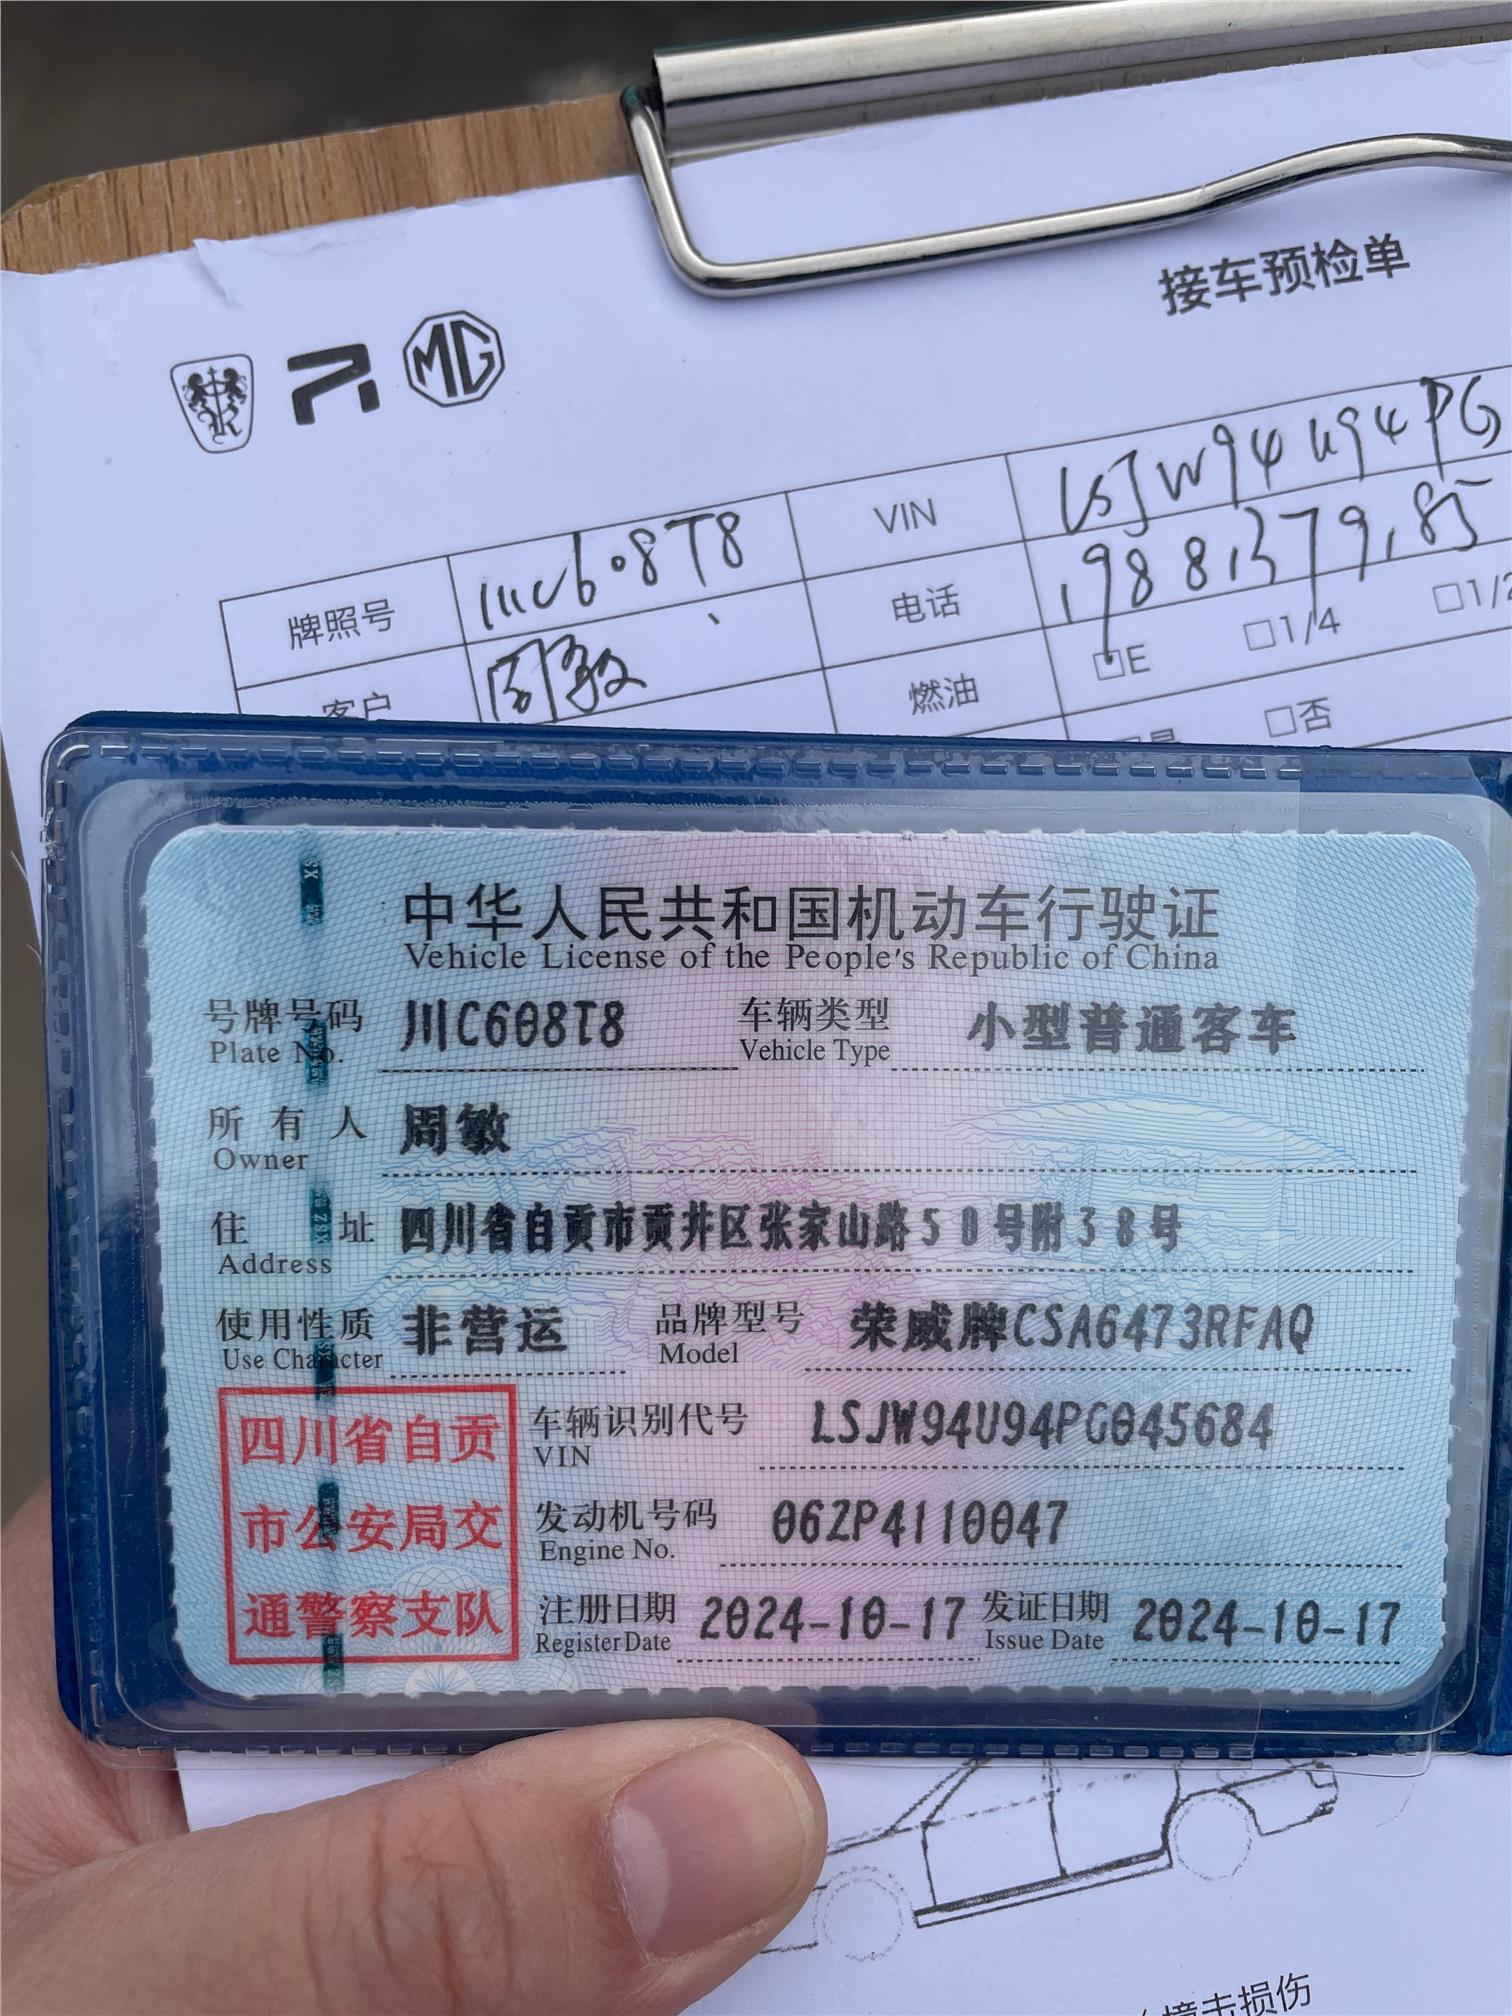 接车预检单
MG
牌照号 川C608T8 VIN LSJW94U94PG
客户 周敏 电话 19881379185
燃油 □E □1/4 □1/2
□是 □否
中华人民共和国机动车行驶证
Vehicle License of the People's Republic of China
号牌号码 川C608T8 车辆类型 小型普通客车
Plate No. Vehicle Type
所有人 周敏
Owner
住址 四川省自贡市贡井区张家山路50号附38号
Address
使用性质 非营运 品牌型号 荣威牌CSA6473RFAQ
Use Character Model
四川省自贡
市公安局交
通警察支队
车辆识别代号 LSJW94U94PG045684
VIN
发动机号码 06ZP4110047
Engine No.
注册日期 2024-10-17 发证日期 2024-10-17
Register Date Issue Date
撞击损伤